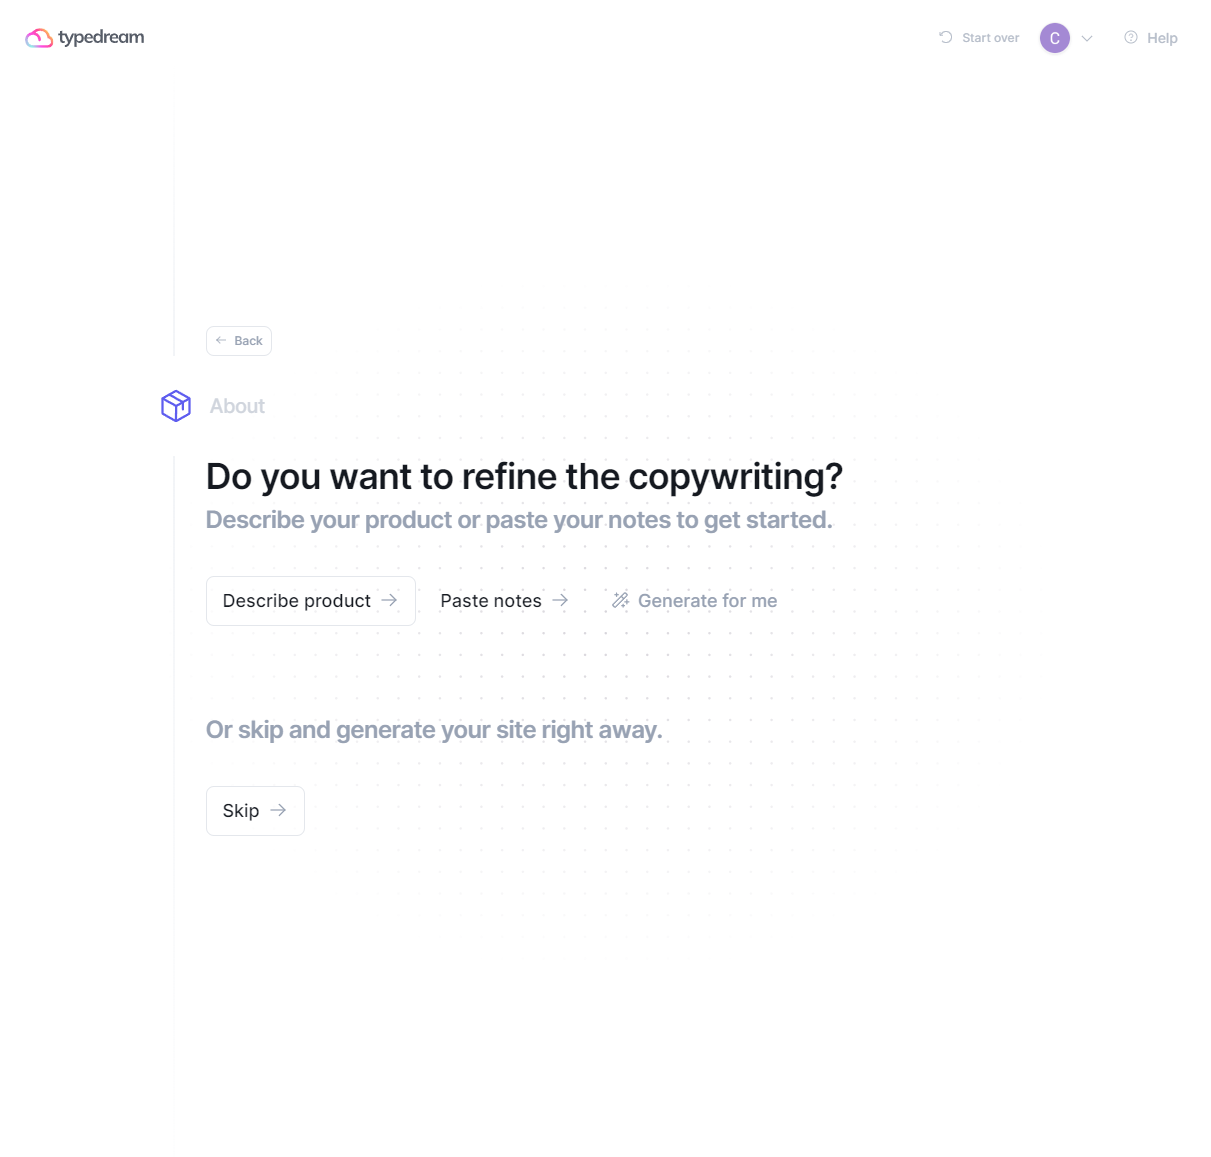 typedream
Start over
C
Help
Back
About
Do you want to refine the copywriting?
Describe your product or paste your notes to get started.
Describe product
Paste notes
Generate for me
Or skip and generate your site right away.
Skip